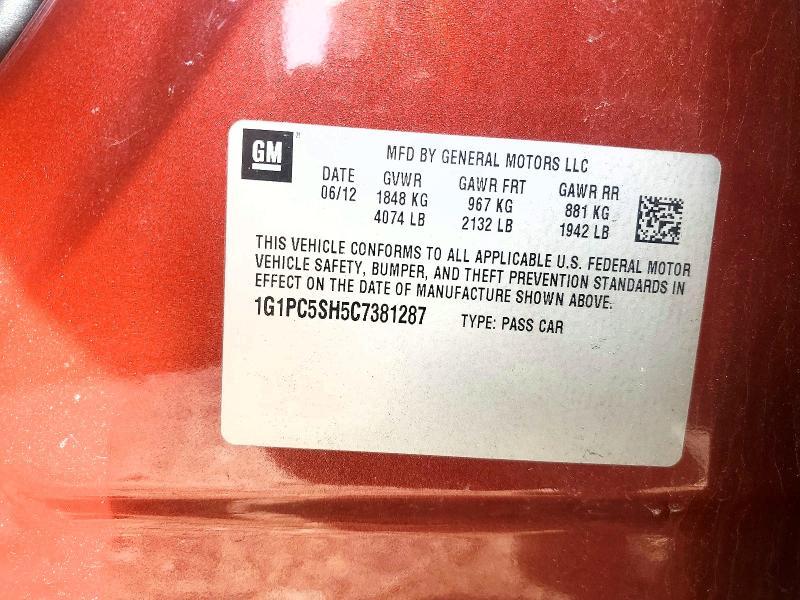 GM
MFD BY GENERAL MOTORS LLC
DATE GVWR GAWR FRT GAWR RR
06/12 1848 KG 967 KG 881 KG
4074 LB 2132 LB 1942 LB
THIS VEHICLE CONFORMS TO ALL APPLICABLE U.S. FEDERAL MOTOR
VEHICLE SAFETY, BUMPER, AND THEFT PREVENTION STANDARDS IN
EFFECT ON THE DATE OF MANUFACTURE SHOWN ABOVE.
1G1PC5SH5C7381287 TYPE: PASS CAR